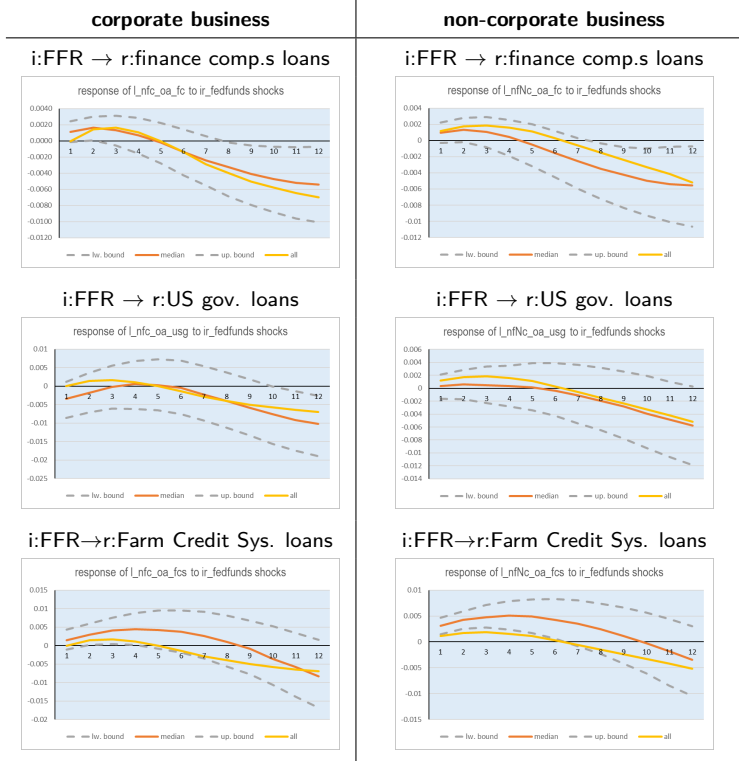 corporate business
non-corporate business
i:FFR → r:finance comp.s loans
response of l_nfc_oa_fc to ir_fedfunds shocks
0.0040
0.0020
0.0000
-0.0020
-0.0040
-0.0060
-0.0080
-0.0100
-0.0120
1 2 3 4 5 6 7 8 9 10 11 12
lw. bound median up. bound all
i:FFR → r:finance comp.s loans
response of l_nfNc_oa_fc to ir_fedfunds shocks
0.004
0.002
0
-0.002
-0.004
-0.006
-0.008
-0.01
-0.012
1 2 3 4 5 6 7 8 9 10 11 12
lw. bound median up. bound all
i:FFR → r:US gov. loans
response of l_nfc_oa_usg to ir_fedfunds shocks
0.01
0.005
0
-0.005
-0.01
-0.015
-0.02
-0.025
1 2 3 4 5 6 7 8 9 10 11 12
lw. bound median up. bound all
i:FFR → r:US gov. loans
response of l_nfNc_oa_usg to ir_fedfunds shocks
0.006
0.004
0.002
0
-0.002
-0.004
-0.006
-0.008
-0.01
-0.012
-0.014
1 2 3 4 5 6 7 8 9 10 11 12
lw. bound median up. bound all
i:FFR→r:Farm Credit Sys. loans
response of l_nfc_oa_fcs to ir_fedfunds shocks
0.015
0.01
0.005
0
-0.005
-0.01
-0.015
-0.02
1 2 3 4 5 6 7 8 9 10 11 12
lw. bound median up. bound all
i:FFR→r:Farm Credit Sys. loans
response of l_nfNc_oa_fcs to ir_fedfunds shocks
0.01
0.005
0
-0.005
-0.01
-0.015
1 2 3 4 5 6 7 8 9 10 11 12
lw. bound median up. bound all